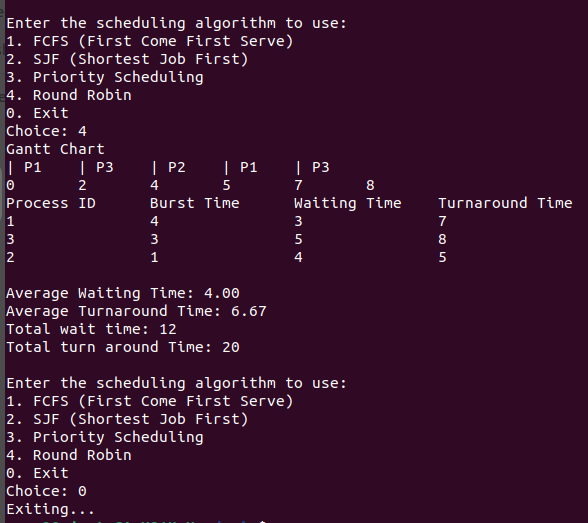 Enter the scheduling algorithm to use:
1. FCFS (First Come First Serve)
2. SJF (Shortest Job First)
3. Priority Scheduling
4. Round Robin
0. Exit
Choice: 4
Gantt Chart
| P1    | P3    | P2    | P1    | P3
0       2       4       5       7       8
Process ID      Burst Time      Waiting Time    Turnaround Time
1               4               3               7
3               3               5               8
2               1               4               5

Average Waiting Time: 4.00
Average Turnaround Time: 6.67
Total wait time: 12
Total turn around Time: 20

Enter the scheduling algorithm to use:
1. FCFS (First Come First Serve)
2. SJF (Shortest Job First)
3. Priority Scheduling
4. Round Robin
0. Exit
Choice: 0
Exiting...